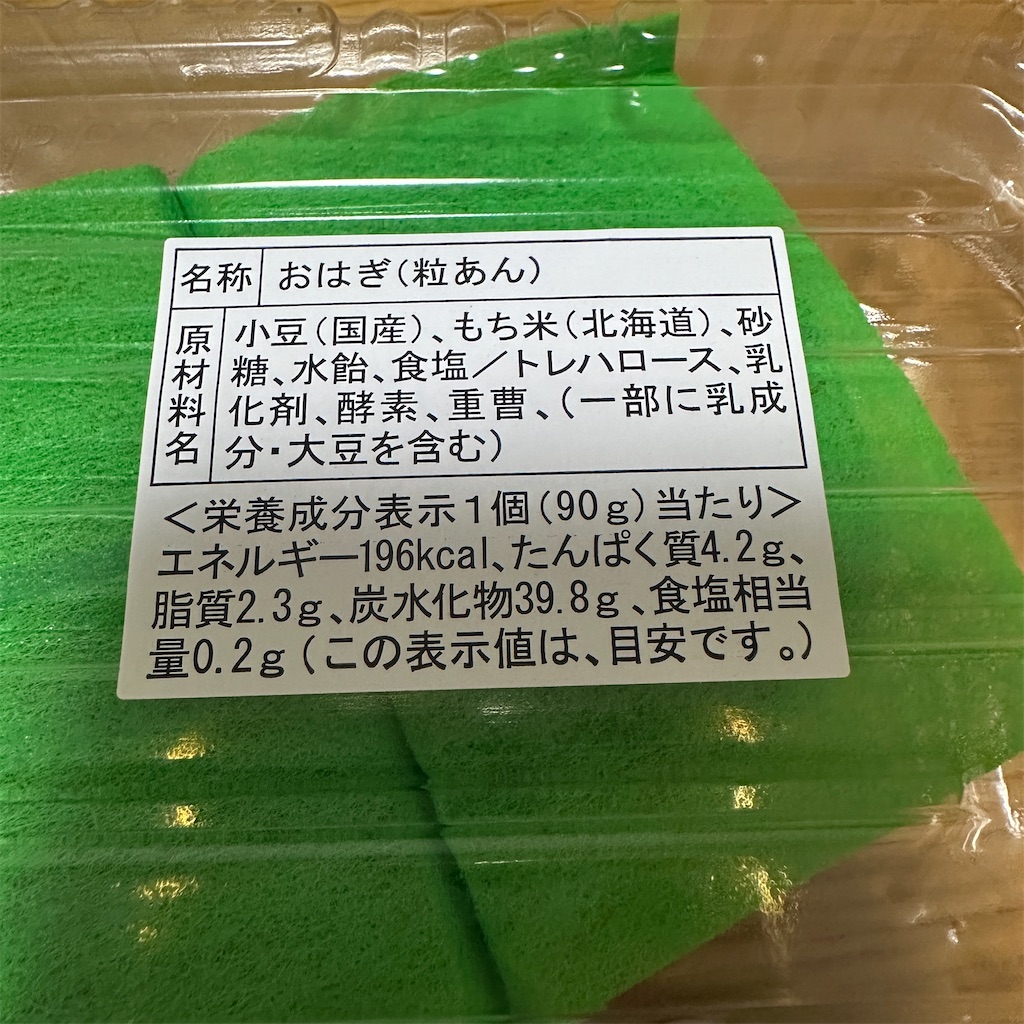 名称 おはぎ(粒あん)
原材料名
小豆(国産)、もち米(北海道)、砂
糖、水飴、食塩/トレハロース、乳
化剤、酵素、重曹、(一部に乳成
分・大豆を含む)
<栄養成分表示1個(90g)当たり>
エネルギー196kcal、たんぱく質4.2g、
脂質2.3g、炭水化物39.8g、食塩相当
量0.2g(この表示値は、目安です。)